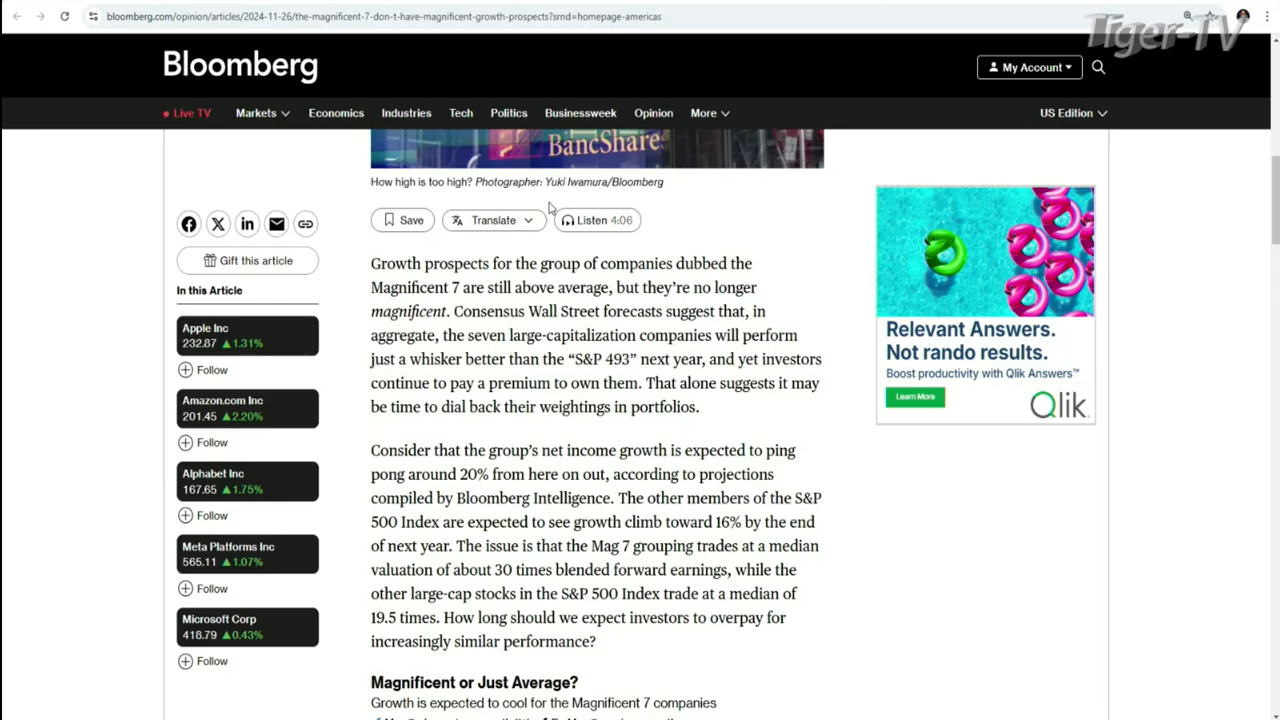 bloomberg.com/opinion/articles/2024-11-26/the-magnificent-7-don-t-have-magnificent-growth-prospects?srnd=homepage-americas
Tiger-TV
Bloomberg
My Account
Live TV
Markets
Economics
Industries
Tech
Politics
Businessweek
Opinion
More
US Edition
BancShares
How high is too high? Photographer: Yuki Iwamura/Bloomberg
Save
Translate
Listen 4:06
Gift this article
In this Article
Apple Inc
232.87 ▲1.31%
Follow
Amazon.com Inc
201.45 ▲2.20%
Follow
Alphabet Inc
167.65 ▲1.75%
Follow
Meta Platforms Inc
565.11 ▲1.07%
Follow
Microsoft Corp
418.79 ▲0.43%
Follow
Growth prospects for the group of companies dubbed the
Magnificent 7 are still above average, but they’re no longer
magnificent. Consensus Wall Street forecasts suggest that, in
aggregate, the seven large-capitalization companies will perform
just a whisker better than the “S&P 493” next year, and yet investors
continue to pay a premium to own them. That alone suggests it may
be time to dial back their weightings in portfolios.
Consider that the group’s net income growth is expected to ping
pong around 20% from here on out, according to projections
compiled by Bloomberg Intelligence. The other members of the S&P
500 Index are expected to see growth climb toward 16% by the end
of next year. The issue is that the Mag 7 grouping trades at a median
valuation of about 30 times blended forward earnings, while the
other large-cap stocks in the S&P 500 Index trade at a median of
19.5 times. How long should we expect investors to overpay for
increasingly similar performance?
Magnificent or Just Average?
Growth is expected to cool for the Magnificent 7 companies
Relevant Answers.
Not rando results.
Boost productivity with Qlik Answers™
Learn More
Qlik